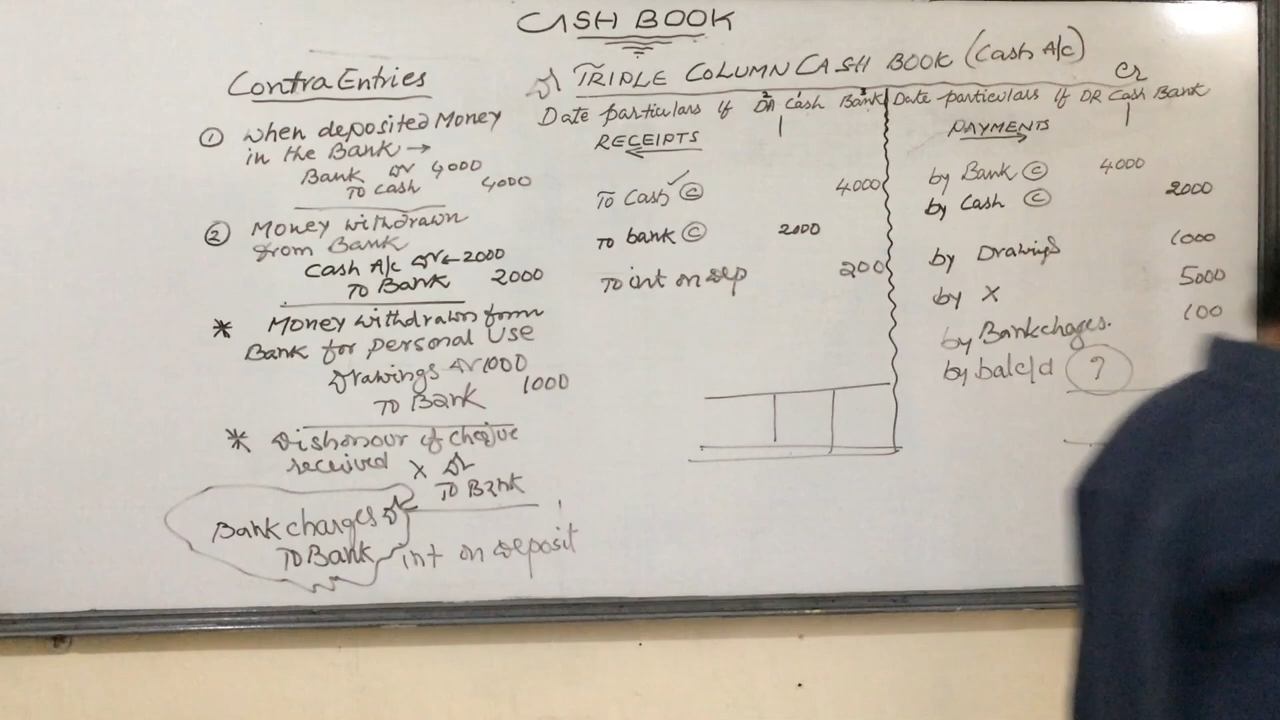 CASH BOOK
Contra Entries
① when deposited Money
in the Bank →
Bank Dr 4000
To cash 4000
② Money withdrawn
from Bank
Cash A/c Dr ← 2000
To Bank 2000
* Money withdrawn from
Bank for personal Use
Drawings Dr 1000
To Bank 1000
* Dishonour of cheque
received X Dr
To Bank
Bank charges Dr
To Bank
int on Deposit
Dr TRIPLE COLUMN CASH BOOK (Cash A/c) Cr
Date particulars lf DR Cash Bank
2 1 3
RECEIPTS
To Cash ✓ © 4000
To bank © 2000
To int on dep 200
Date particulars lf DR Cash Bank
PAYMENTS
by Bank © 4000
by Cash © 2000
by Drawings 1000
by X 5000
by Bank chages. 100
by bal c/d ?